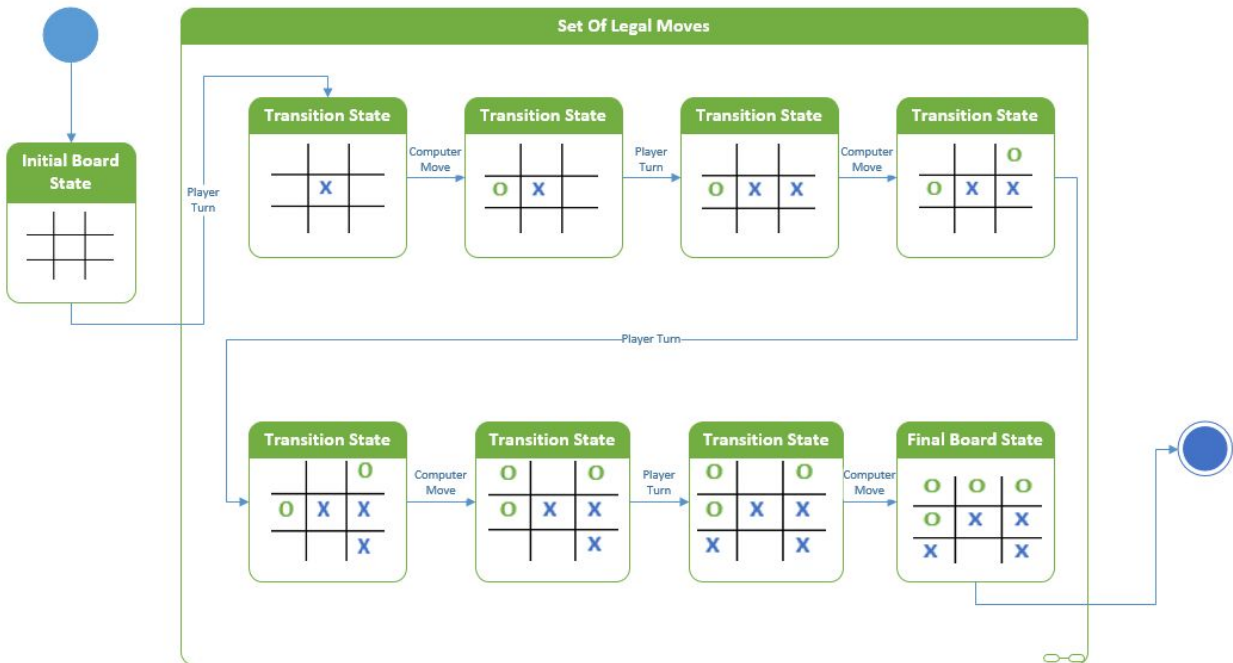 Set Of Legal Moves
Initial Board
State
Player
Turn
Transition State
X
Computer
Move
Transition State
O X
Player
Turn
Transition State
O X X
Computer
Move
Transition State
O
O X X
Player Turn
Transition State
O
O X X
X
Computer
Move
Transition State
O O
O X X
X
Player
Turn
Transition State
O O
O X X
X X
Computer
Move
Final Board State
O O O
O X X
X X